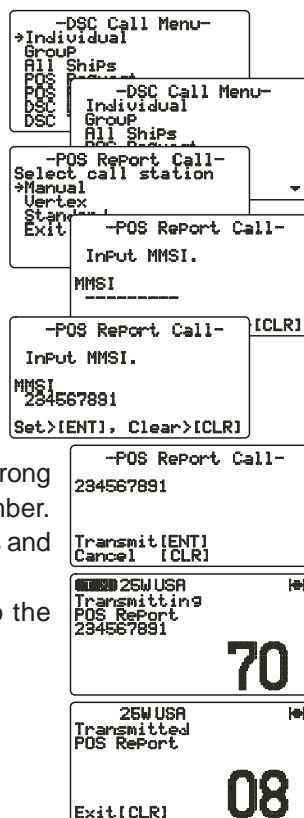 -DSC Call Menu-
→Individual
GrouP
All ShiPs
POS Request
POS
DSC
DSC
-DSC Call Menu-
Individual
GrouP
All ShiPs
-POS RePort Call-
Select call station
→Manual
Vertex
Standard
Exit
-POS RePort Call-
InPut MMSI.
MMSI
---------
[CLR]
-POS RePort Call-
InPut MMSI.
MMSI
234567891
Set>[ENT], Clear>[CLR]
rong
nber.
and
o the
-POS RePort Call-
234567891
Transmit[ENT]
Cancel [CLR]
25W USA
Transmitting
POS RePort
234567891
70
25W USA
Transmitted
POS RePort
08
Exit[CLR]